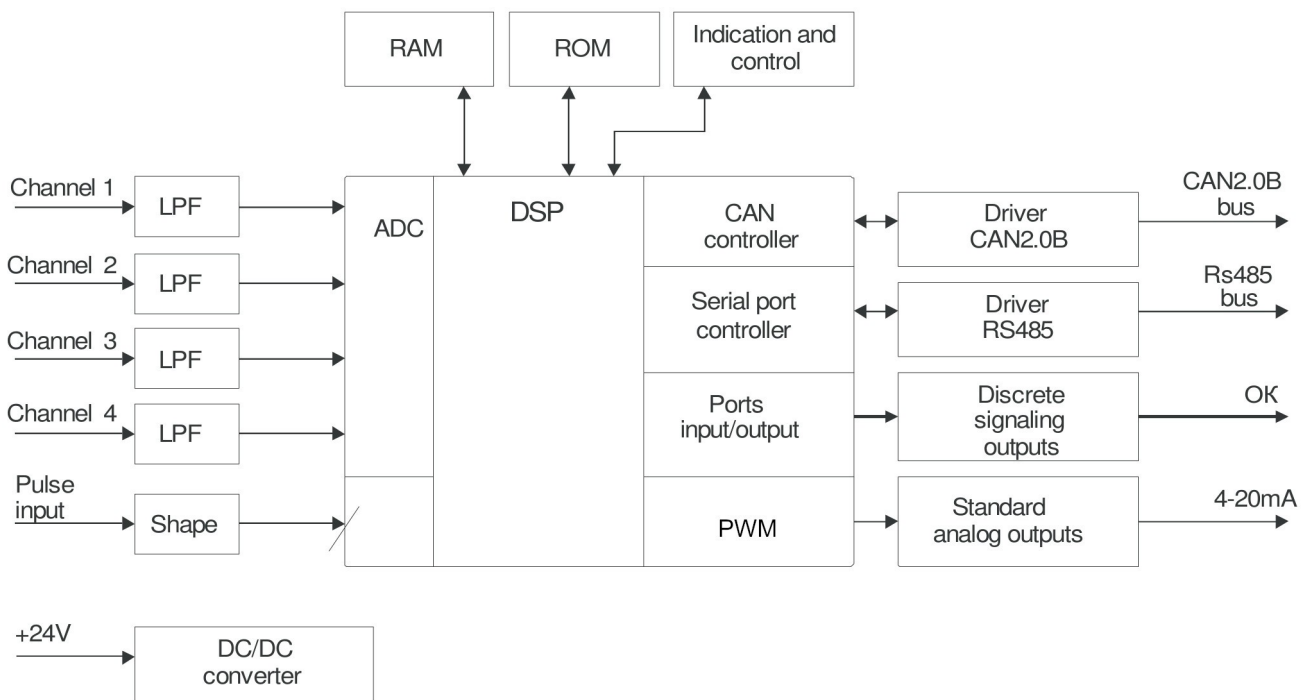 RAM
ROM
Indication and
control
Channel 1
LPF
ADC
DSP
CAN
controller
Driver
CAN2.0B
CAN2.0B
bus
Channel 2
LPF
Serial port
controller
Driver
RS485
Rs485
bus
Channel 3
LPF
Channel 4
LPF
Ports
input/output
Discrete
signaling
outputs
OK
Pulse
input
Shape
PWM
Standard
analog outputs
4-20mA
+24V
DC/DC
converter